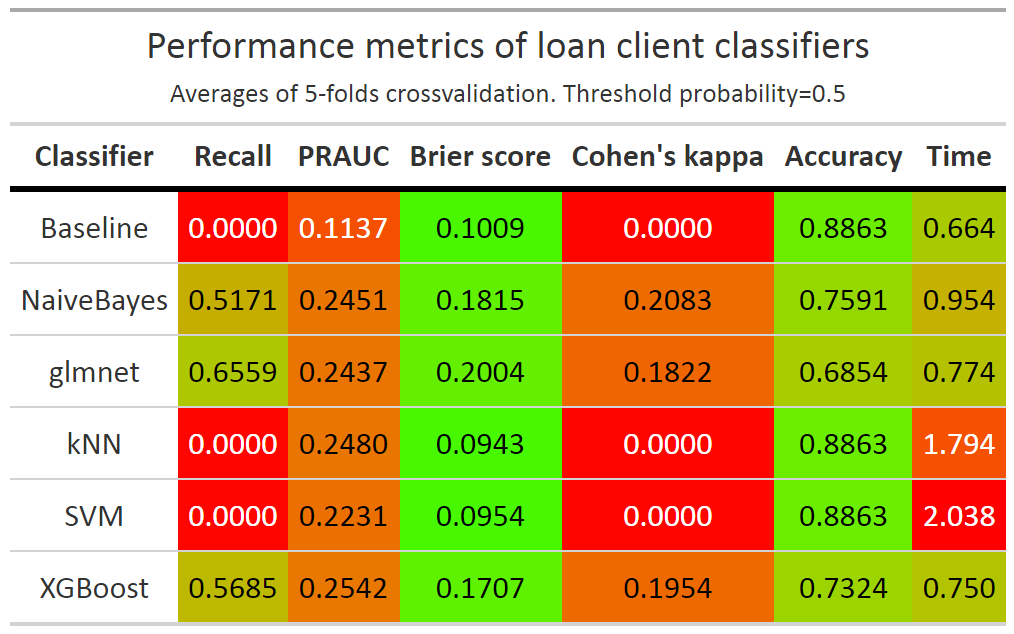 Performance metrics of loan client classifiers
Averages of 5-folds crossvalidation. Threshold probability=0.5
Classifier Recall PRAUC Brier score Cohen's kappa Accuracy Time
Baseline 0.0000 0.1137 0.1009 0.0000 0.8863 0.664
NaiveBayes 0.5171 0.2451 0.1815 0.2083 0.7591 0.954
glmnet 0.6559 0.2437 0.2004 0.1822 0.6854 0.774
kNN 0.0000 0.2480 0.0943 0.0000 0.8863 1.794
SVM 0.0000 0.2231 0.0954 0.0000 0.8863 2.038
XGBoost 0.5685 0.2542 0.1707 0.1954 0.7324 0.750